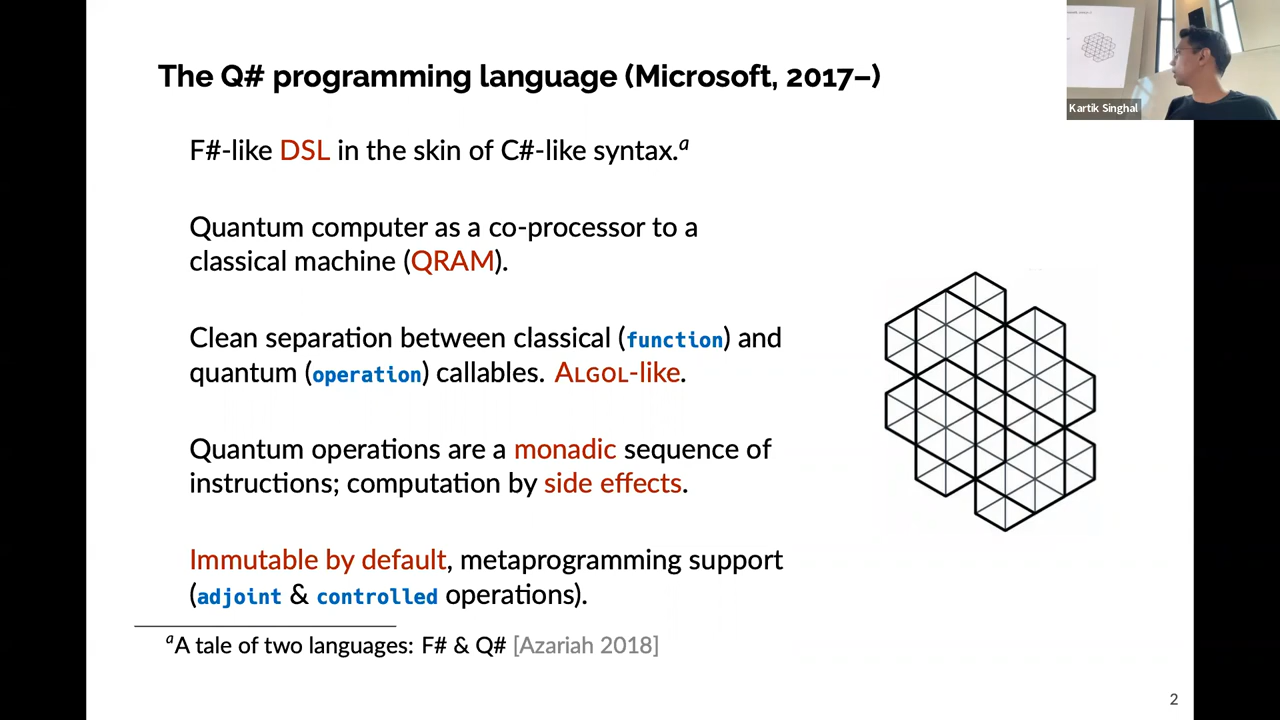 The Q# programming language (Microsoft, 2017–)
Kartik Singhal
F#-like DSL in the skin of C#-like syntax.ᵃ
Quantum computer as a co-processor to a
classical machine (QRAM).
Clean separation between classical (function) and
quantum (operation) callables. ALGOL-like.
Quantum operations are a monadic sequence of
instructions; computation by side effects.
Immutable by default, metaprogramming support
(adjoint & controlled operations).
ᵃA tale of two languages: F# & Q# [Azariah 2018]
2